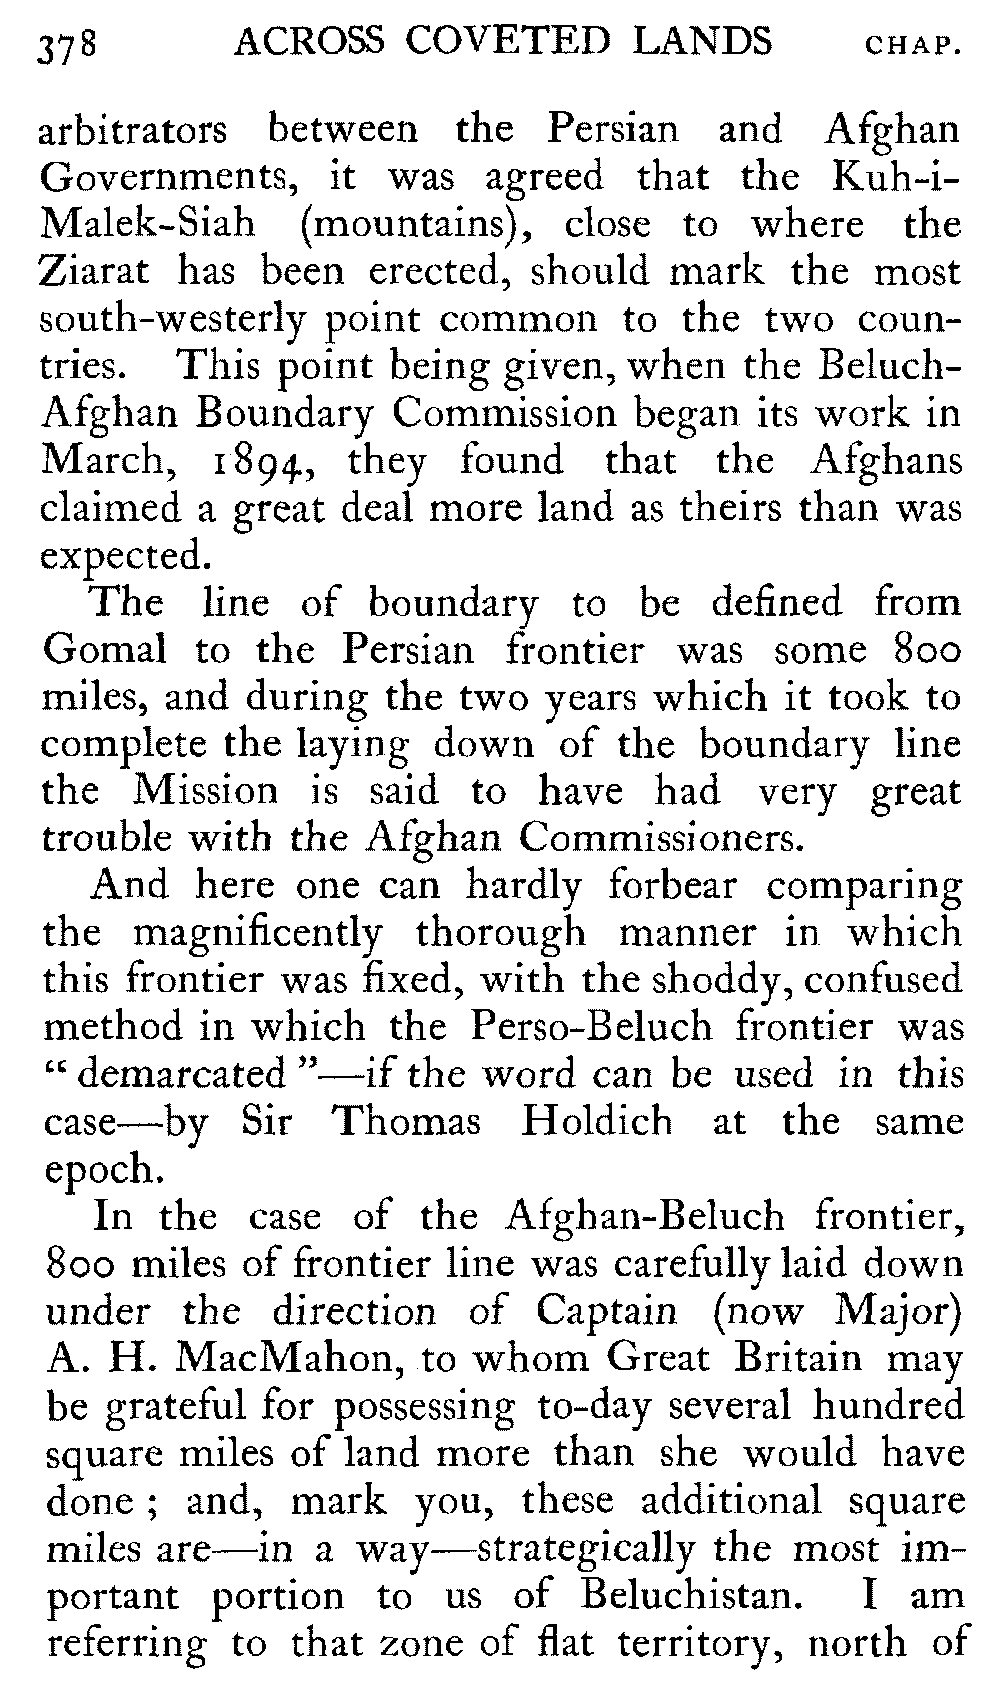 378 ACROSS COVETED LANDS CHAP.
arbitrators between the Persian and Afghan
Governments, it was agreed that the Kuh-i-
Malek-Siah (mountains), close to where the
Ziarat has been erected, should mark the most
south-westerly point common to the two coun-
tries. This point being given, when the Beluch-
Afghan Boundary Commission began its work in
March, 1894, they found that the Afghans
claimed a great deal more land as theirs than was
expected.
The line of boundary to be defined from
Gomal to the Persian frontier was some 800
miles, and during the two years which it took to
complete the laying down of the boundary line
the Mission is said to have had very great
trouble with the Afghan Commissioners.
And here one can hardly forbear comparing
the magnificently thorough manner in which
this frontier was fixed, with the shoddy, confused
method in which the Perso-Beluch frontier was
“ demarcated ”—if the word can be used in this
case—by Sir Thomas Holdich at the same
epoch.
In the case of the Afghan-Beluch frontier,
800 miles of frontier line was carefully laid down
under the direction of Captain (now Major)
A. H. MacMahon, to whom Great Britain may
be grateful for possessing to-day several hundred
square miles of land more than she would have
done ; and, mark you, these additional square
miles are—in a way—strategically the most im-
portant portion to us of Beluchistan. I am
referring to that zone of flat territory, north of